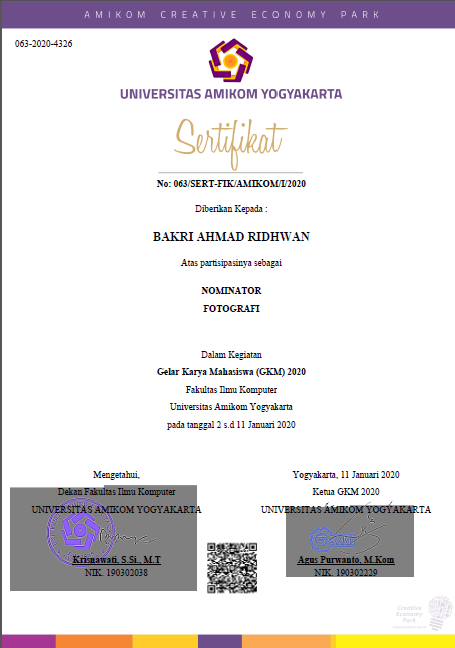 AMIKOM CREATIVE ECONOMY PARK
063-2020-4326
UNIVERSITAS AMIKOM YOGYAKARTA
Sertifikat
No: 063/SERT-FIK/AMIKOM/I/2020
Diberikan Kepada :
BAKRI AHMAD RIDHWAN
Atas partisipasinya sebagai
NOMINATOR
FOTOGRAFI
Dalam Kegiatan
Gelar Karya Mahasiswa (GKM) 2020
Fakultas Ilmu Komputer
Universitas Amikom Yogyakarta
pada tanggal 2 s.d 11 Januari 2020
Mengetahui,
Dekan Fakultas Ilmu Komputer
UNIVERSITAS AMIKOM YOGYAKARTA
Krisnawati, S.Si., M.T
NIK. 190302038
Yogyakarta, 11 Januari 2020
Ketua GKM 2020
UNIVERSITAS AMIKOM YOGYAKARTA
Agus Purwanto, M.Kom
NIK. 190302229
Creative
Economy
Park